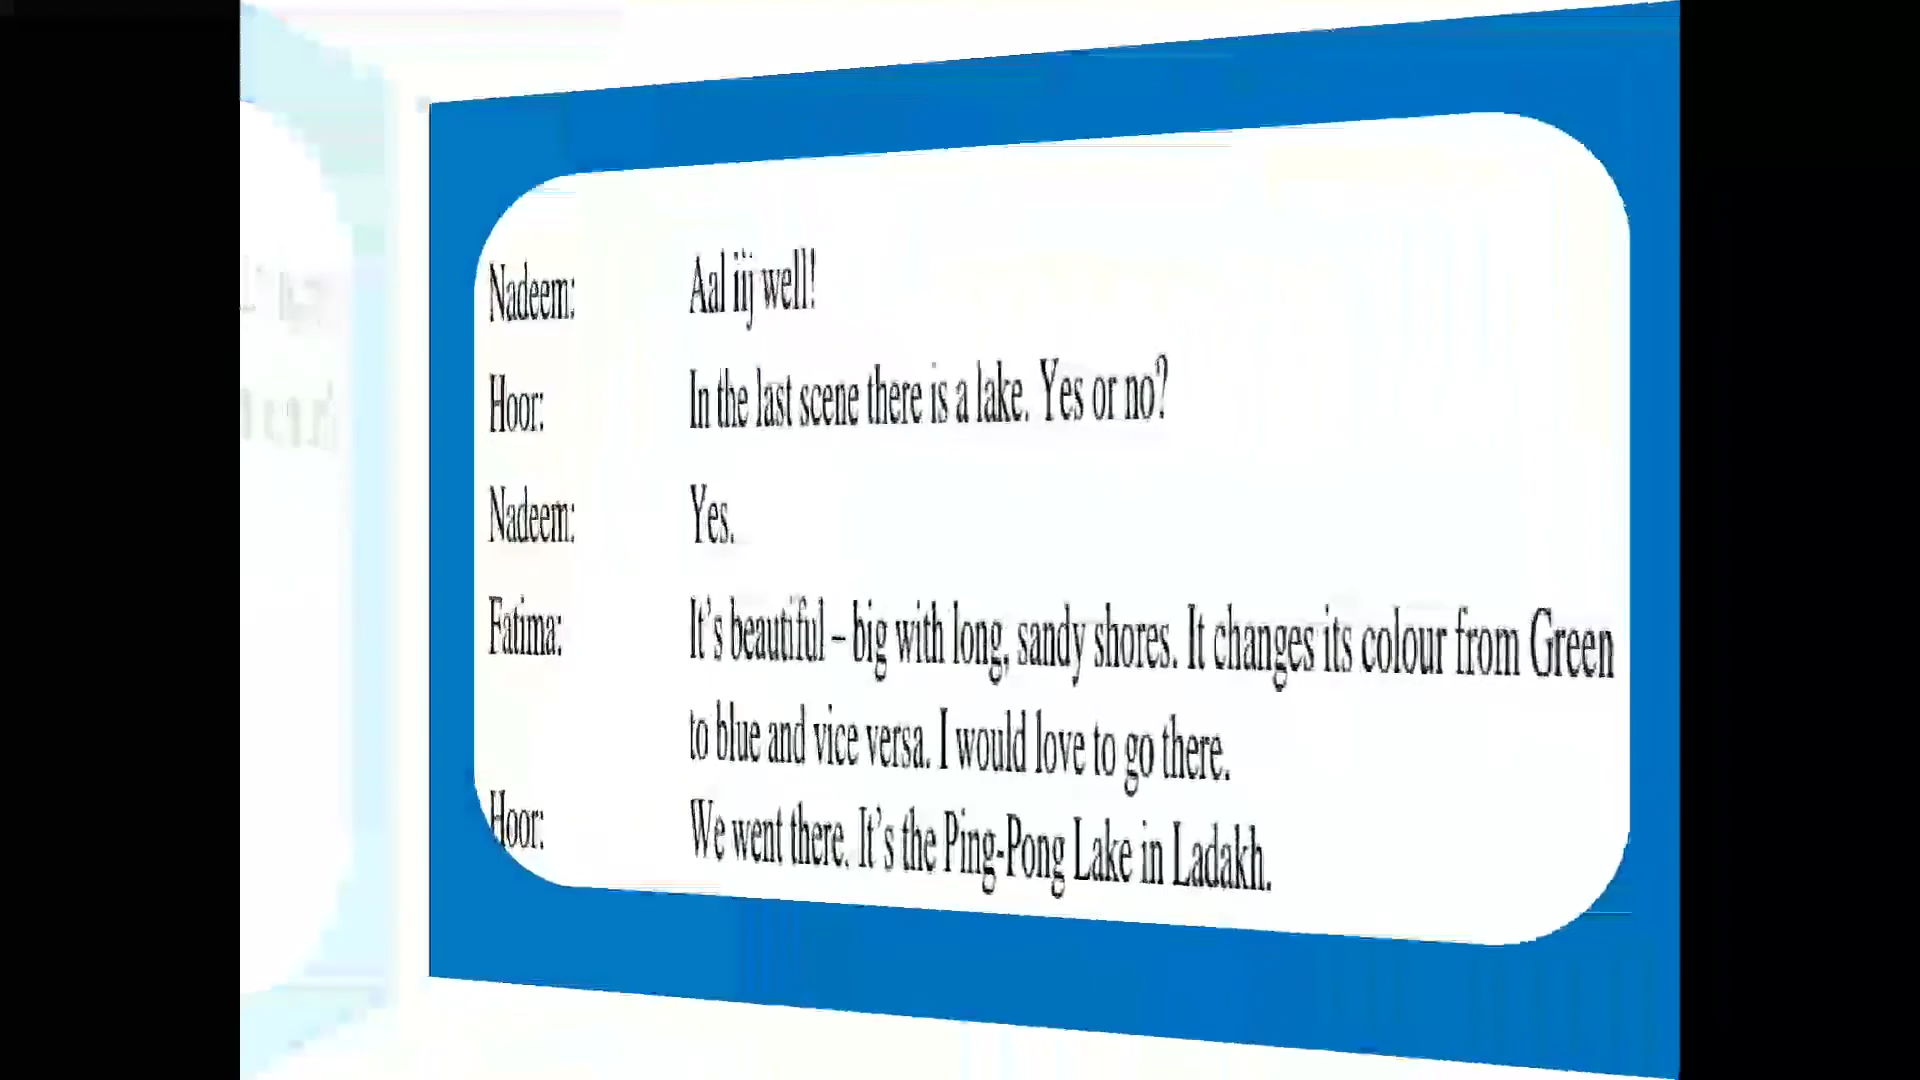 Nadeem: Aal iij well!
Hoor: In the last scene there is a lake. Yes or no?
Nadeem: Yes.
Fatima: It's beautiful – big with long, sandy shores. It changes its colour from Green
to blue and vice versa. I would love to go there.
Hoor: We went there. It's the Ping-Pong Lake in Ladakh.